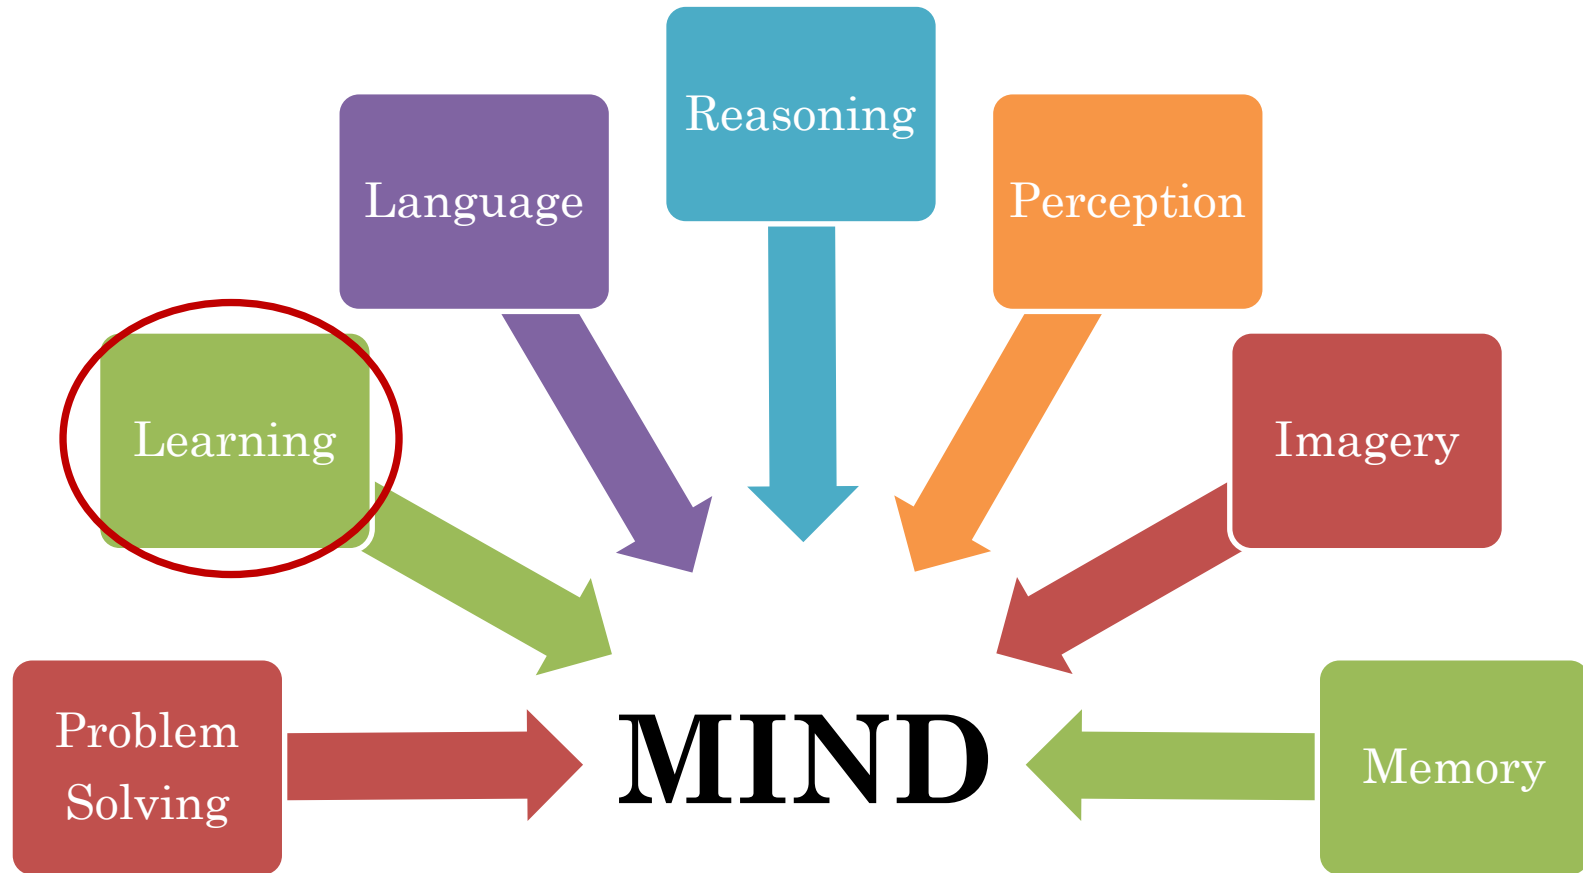 Reasoning
Language
Perception
Learning
Imagery
Problem
Solving
MIND
Memory